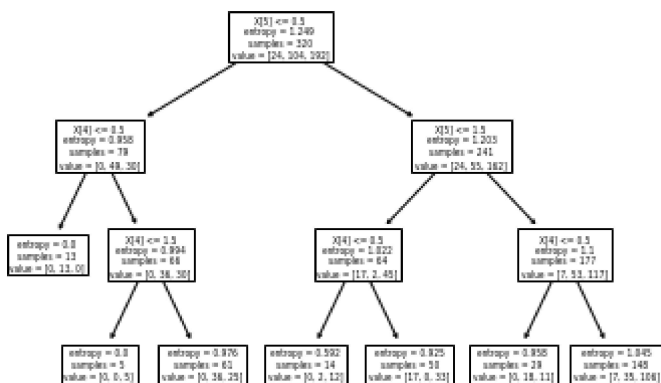 X[5] <= 0.5
entropy = 1.249
samples = 320
value = [24, 104, 192]
X[4] <= 0.5
entropy = 0.958
samples = 79
value = [0, 49, 30]
X[5] <= 1.5
entropy = 1.203
samples = 241
value = [24, 55, 162]
entropy = 0.0
samples = 13
value = [0, 13, 0]
X[4] <= 1.5
entropy = 0.994
samples = 66
value = [0, 36, 30]
X[4] <= 0.5
entropy = 1.022
samples = 64
value = [17, 2, 45]
X[4] <= 0.5
entropy = 1.1
samples = 177
value = [7, 53, 117]
entropy = 0.0
samples = 5
value = [0, 0, 5]
entropy = 0.976
samples = 61
value = [0, 36, 25]
entropy = 0.592
samples = 14
value = [0, 2, 12]
entropy = 0.925
samples = 50
value = [17, 0, 33]
entropy = 0.958
samples = 29
value = [0, 18, 11]
entropy = 1.045
samples = 148
value = [7, 35, 106]